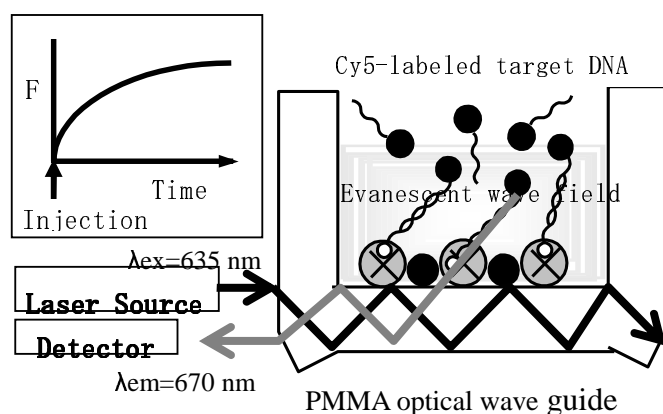 F
Time
Injection
Cy5-labeled target DNA
Evanescent wave field
λex=635 nm
Laser Source
Detector
λem=670 nm
PMMA optical wave guide